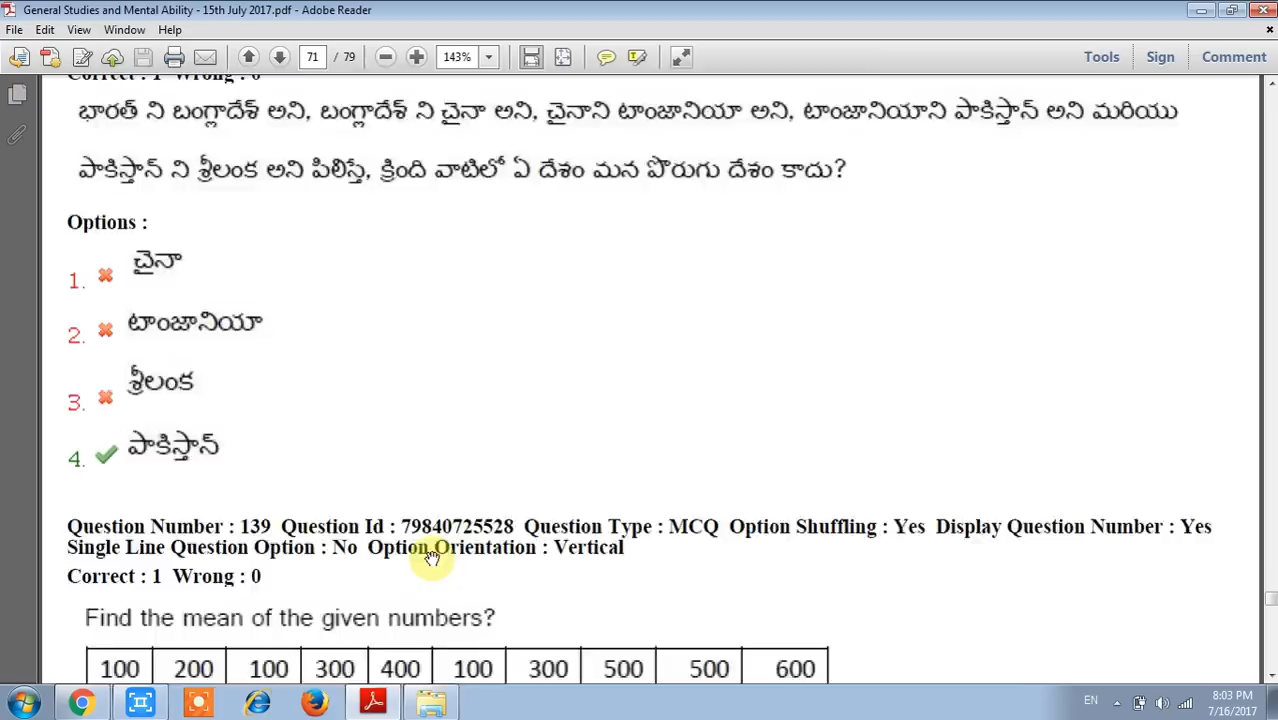 General Studies and Mental Ability - 15th July 2017.pdf - Adobe Reader
File Edit View Window Help
71 / 79 143% Tools Sign Comment
Correct : 1 Wrong : 0
భారత్ ని బంగ్లాదేశ్ అని, బంగ్లాదేశ్ ని చైనా అని, చైనాని టాంజానియా అని, టాంజానియాని పాకిస్తాన్ అని మరియు
పాకిస్తాన్ ని శ్రీలంక అని పిలిస్తే, క్రింది వాటిలో ఏ దేశం మన పొరుగు దేశం కాదు?
Options :
1. చైనా
2. టాంజానియా
3. శ్రీలంక
4. పాకిస్తాన్
Question Number : 139 Question Id : 79840725528 Question Type : MCQ Option Shuffling : Yes Display Question Number : Yes
Single Line Question Option : No Option Orientation : Vertical
Correct : 1 Wrong : 0
Find the mean of the given numbers?
100 200 100 300 400 100 300 500 500 600
EN 8:03 PM
7/16/2017